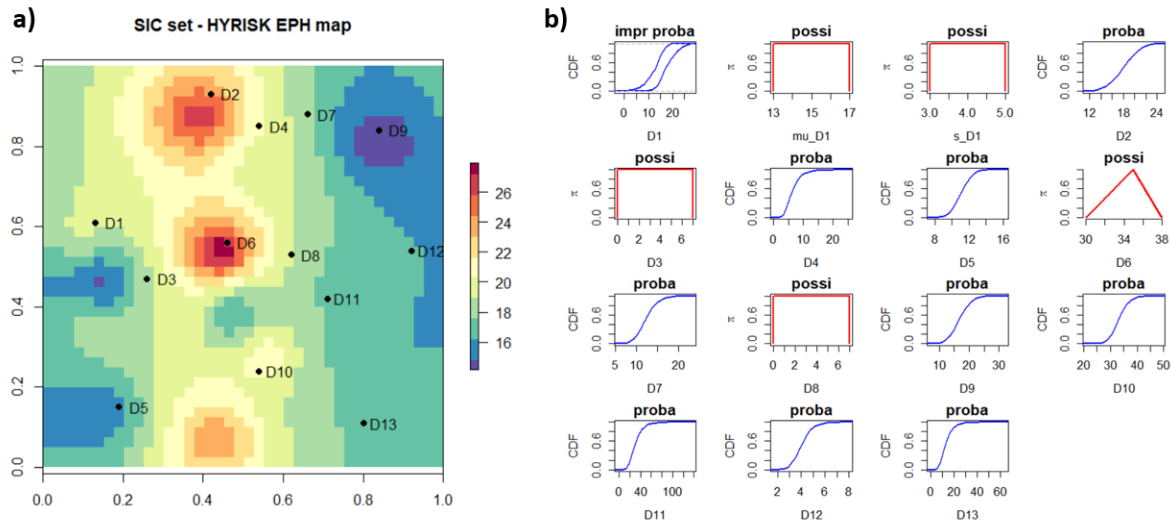 a)
SIC set - HYRISK EPH map
1.0
0.8
0.6
0.4
0.2
0.0
0.0 0.2 0.4 0.6 0.8 1.0
D2
D7
D4
D9
D1
D6
D12
D8
D3
D11
D10
D5
D13
26
24
22
20
18
16
b)
impr proba
CDF
0.0 0.6
0 5 10 20
D1
possi
π
0.0 0.6
13 15 17
mu_D1
possi
π
0.0 0.6
3.0 4.0 5.0
s_D1
proba
CDF
0.0 0.6
12 16 20 24
D2
possi
π
0.0 0.6
0 2 4 6
D3
proba
CDF
0.0 0.6
0 10 20
D4
proba
CDF
0.0 0.6
8 12 16
D5
possi
π
0.0 0.6
30 34 38
D6
proba
CDF
0.0 0.6
5 10 20
D7
possi
π
0.0 0.6
0 2 4 6
D8
proba
CDF
0.0 0.6
10 20 30
D9
proba
CDF
0.0 0.6
20 30 40 50
D10
proba
CDF
0.0 0.6
0 40 100
D11
proba
CDF
0.0 0.6
2 4 6 8
D12
proba
CDF
0.0 0.6
0 20 40 60
D13